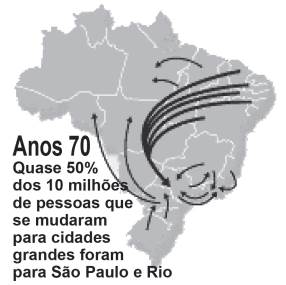 Anos 70
Quase 50%
dos 10 milhões
de pessoas que
se mudaram
para cidades
grandes foram
para São Paulo e Rio